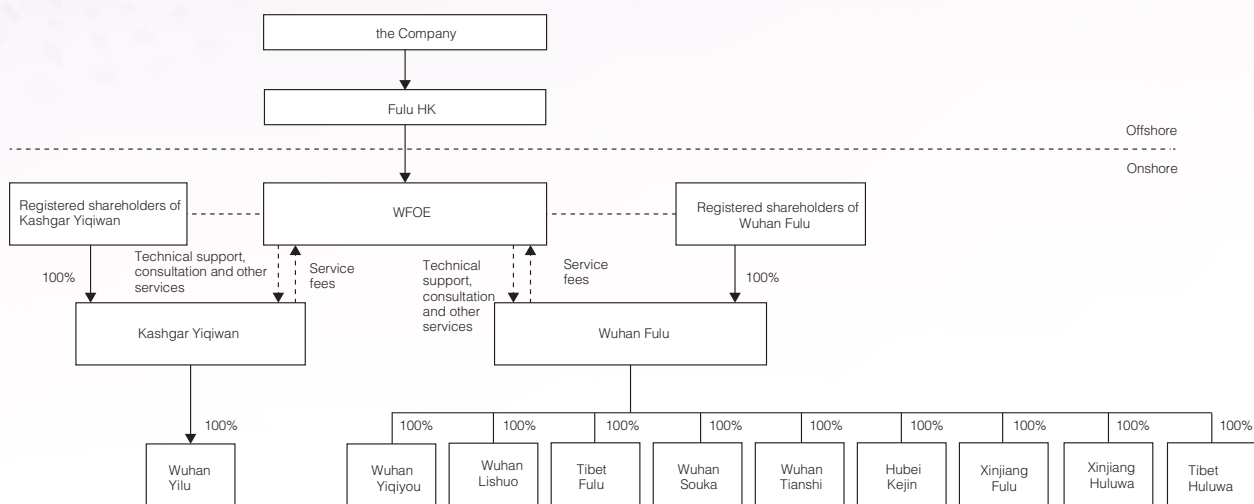 the Company
Fulu HK
Offshore
Onshore
Registered shareholders of
Kashgar Yiqiwan
WFOE
Registered shareholders of
Wuhan Fulu
100%
Technical support,
consultation and other
services
Service
fees
Technical
support,
consultation
and other
services
Service
fees
100%
Kashgar Yiqiwan
Wuhan Fulu
100%
100%
100%
100%
100%
100%
100%
100%
100%
100%
Wuhan
Yilu
Wuhan
Yiqiyou
Wuhan
Lishuo
Tibet
Fulu
Wuhan
Souka
Wuhan
Tianshi
Hubei
Kejin
Xinjiang
Fulu
Xinjiang
Huluwa
Tibet
Huluwa